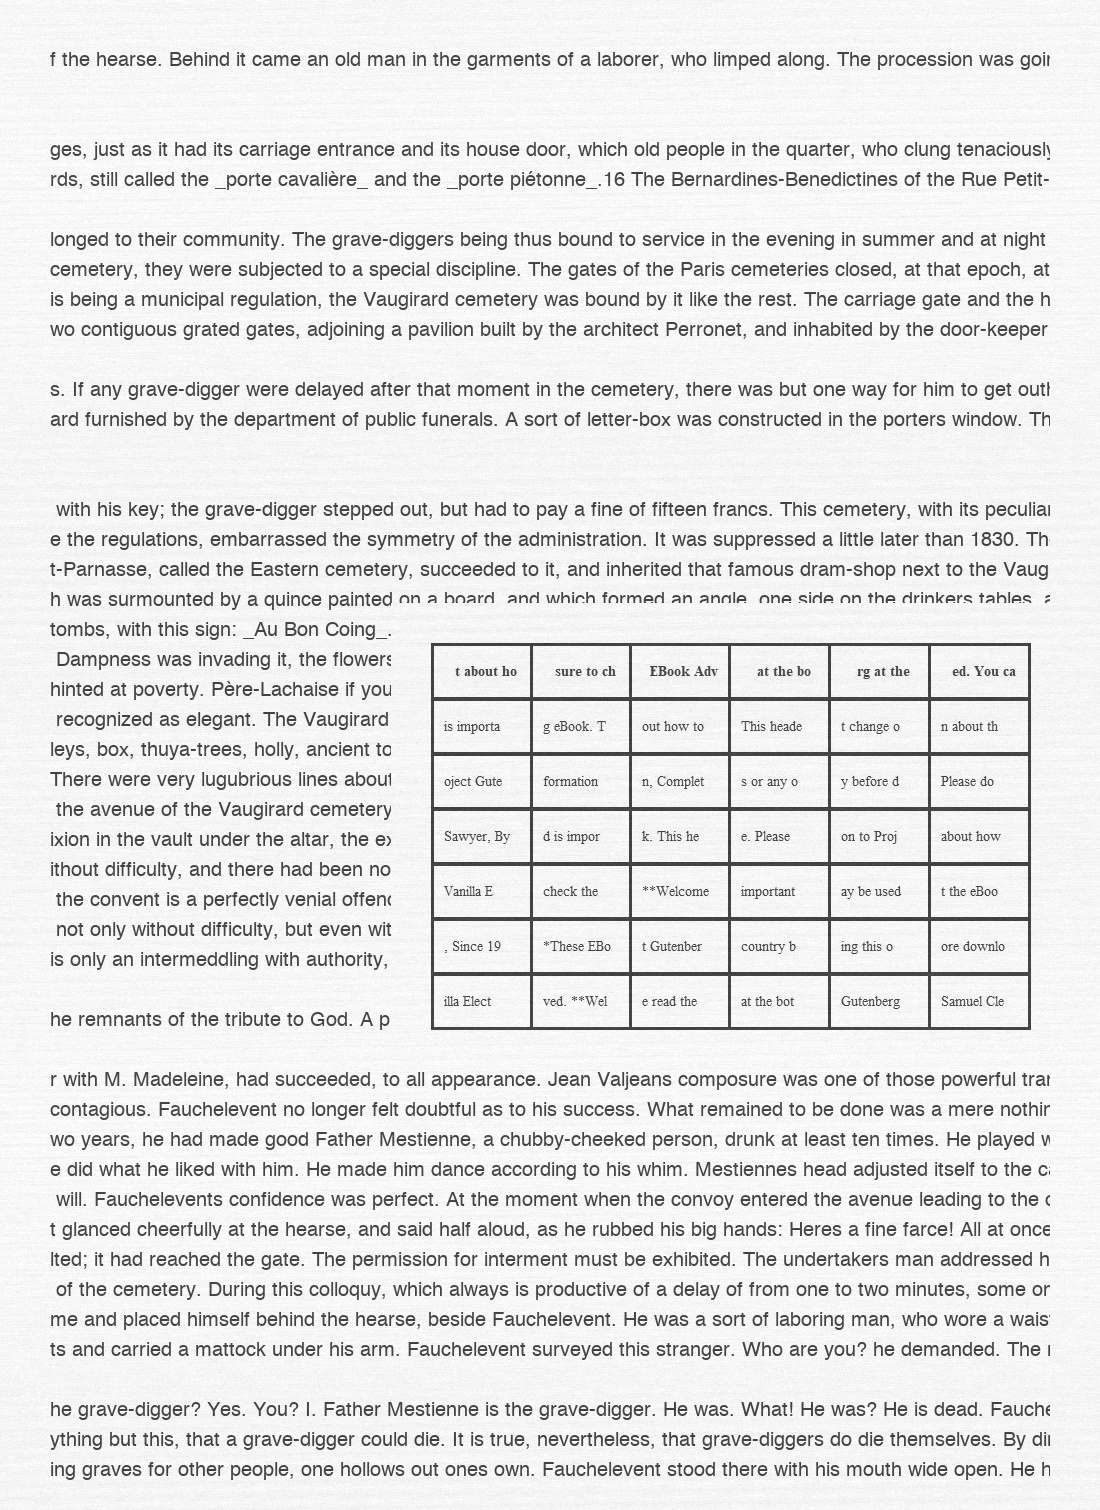 f the hearse. Behind it came an old man in the garments of a laborer, who limped along. The procession was goin
ges, just as it had its carriage entrance and its house door, which old people in the quarter, who clung tenaciously
rds, still called the _porte cavalière_ and the _porte piétonne_.16 The Bernardines-Benedictines of the Rue Petit-
longed to their community. The grave-diggers being thus bound to service in the evening in summer and at night
cemetery, they were subjected to a special discipline. The gates of the Paris cemeteries closed, at that epoch, at
is being a municipal regulation, the Vaugirard cemetery was bound by it like the rest. The carriage gate and the h
wo contiguous grated gates, adjoining a pavilion built by the architect Perronet, and inhabited by the door-keeper
s. If any grave-digger were delayed after that moment in the cemetery, there was but one way for him to get out
ard furnished by the department of public funerals. A sort of letter-box was constructed in the porters window. Th
with his key; the grave-digger stepped out, but had to pay a fine of fifteen francs. This cemetery, with its peculiar
e the regulations, embarrassed the symmetry of the administration. It was suppressed a little later than 1830. Th
t-Parnasse, called the Eastern cemetery, succeeded to it, and inherited that famous dram-shop next to the Vaug
h was surmounted by a quince painted on a board, and which formed an angle, one side on the drinkers tables, a
tombs, with this sign: _Au Bon Coing_.
Dampness was invading it, the flowers
hinted at poverty. Père-Lachaise if you
recognized as elegant. The Vaugirard
leys, box, thuya-trees, holly, ancient to
There were very lugubrious lines about
the avenue of the Vaugirard cemetery
ixion in the vault under the altar, the ex
ithout difficulty, and there had been no
the convent is a perfectly venial offenc
not only without difficulty, but even wit
is only an intermeddling with authority,
he remnants of the tribute to God. A p
t about ho sure to ch EBook Adv at the bo rg at the ed. You ca
is importa g eBook. T out how to This heade t change o n about th
oject Gute formation n, Complet s or any o y before d Please do
Sawyer, By d is impor k. This he e. Please on to Proj about how
Vanilla E check the **Welcome important ay be used t the eBoo
, Since 19 *These EBo t Gutenber country b ing this o ore downlo
illa Elect ved. **Wel e read the at the bot Gutenberg Samuel Cle
r with M. Madeleine, had succeeded, to all appearance. Jean Valjeans composure was one of those powerful tran
contagious. Fauchelevent no longer felt doubtful as to his success. What remained to be done was a mere nothin
wo years, he had made good Father Mestienne, a chubby-cheeked person, drunk at least ten times. He played w
e did what he liked with him. He made him dance according to his whim. Mestiennes head adjusted itself to the ca
will. Fauchelevents confidence was perfect. At the moment when the convoy entered the avenue leading to the c
t glanced cheerfully at the hearse, and said half aloud, as he rubbed his big hands: Heres a fine farce! All at once
lted; it had reached the gate. The permission for interment must be exhibited. The undertakers man addressed h
of the cemetery. During this colloquy, which always is productive of a delay of from one to two minutes, some on
me and placed himself behind the hearse, beside Fauchelevent. He was a sort of laboring man, who wore a wais
ts and carried a mattock under his arm. Fauchelevent surveyed this stranger. Who are you? he demanded. The
he grave-digger? Yes. You? I. Father Mestienne is the grave-digger. He was. What! He was? He is dead. Fauche
ything but this, that a grave-digger could die. It is true, nevertheless, that grave-diggers do die themselves. By
ing graves for other people, one hollows out ones own. Fauchelevent stood there with his mouth wide open. He h